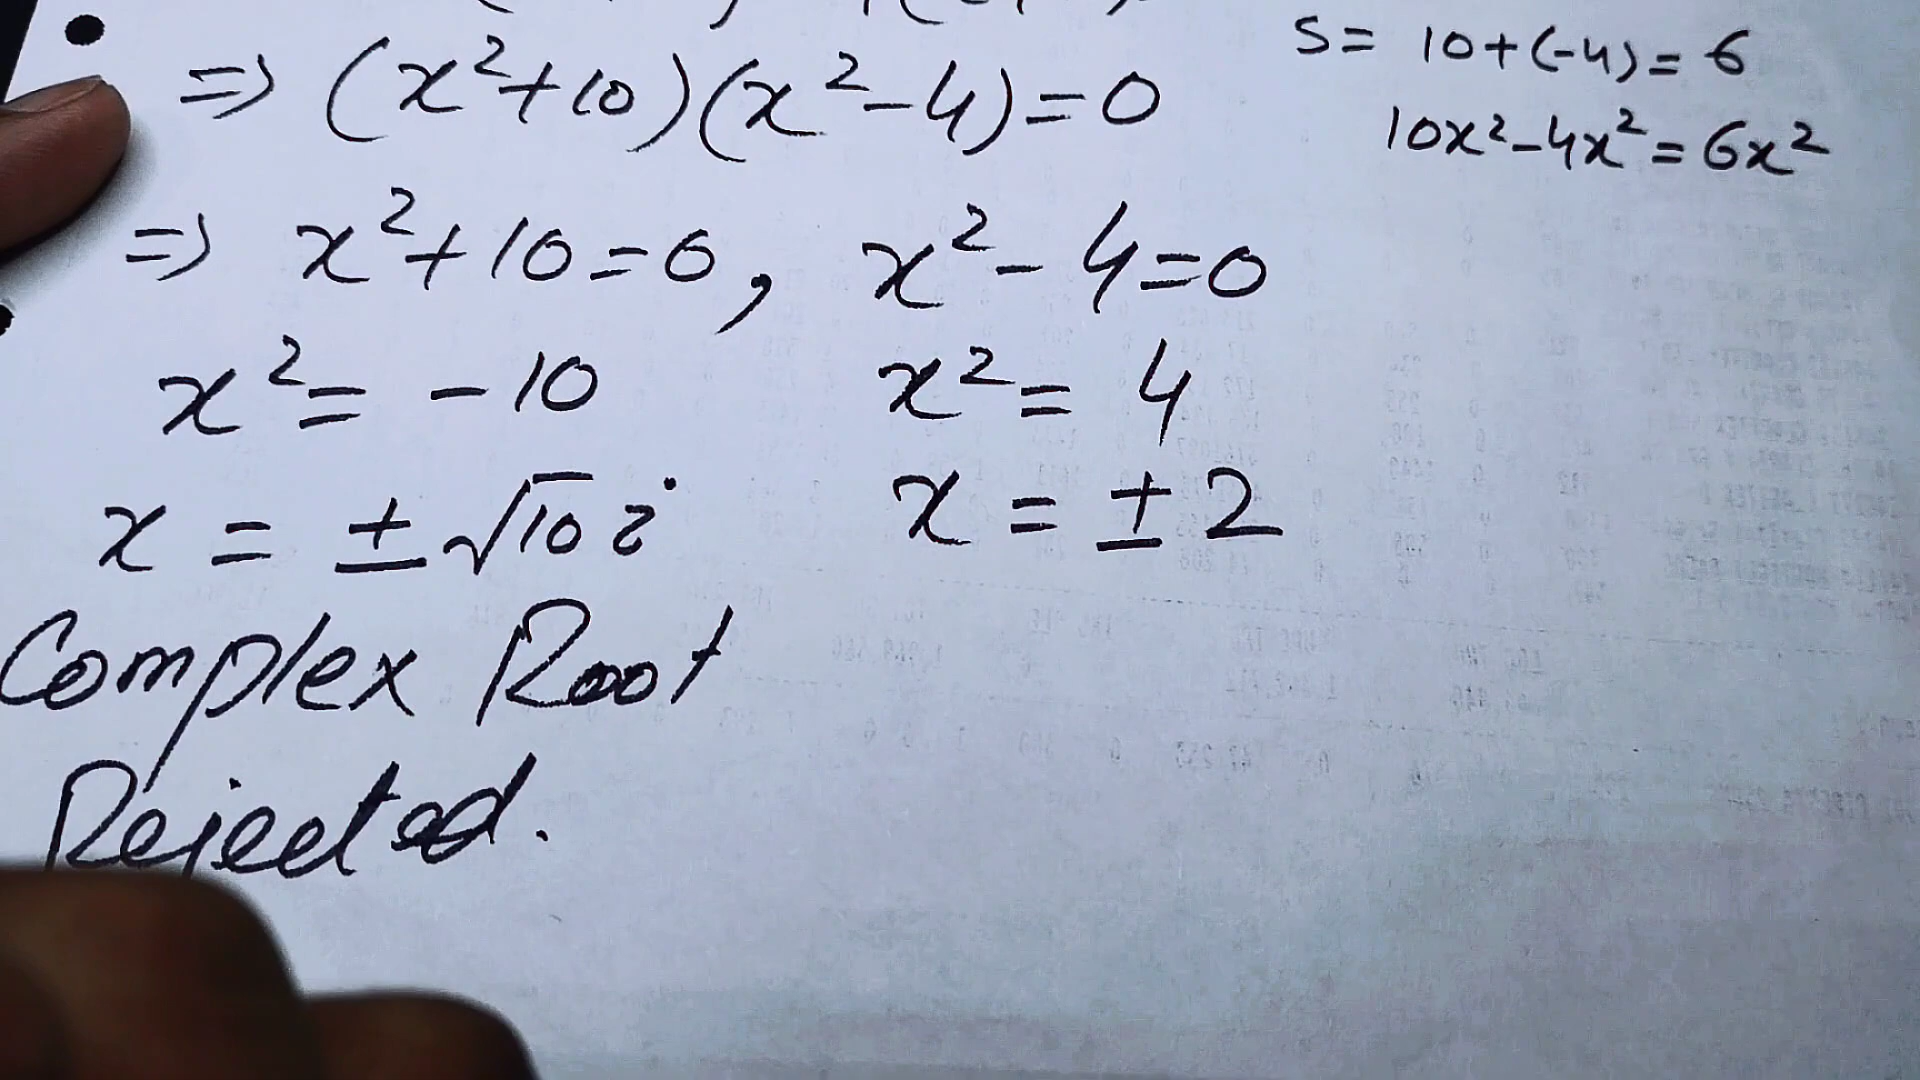 S = 10+(-4) = 6
⇒ (x²+10)(x²-4)=0
10x²-4x² = 6x²
⇒ x²+10=0, x²-4=0
x² = -10 x² = 4
x = ±√10 i x = ±2
Complex Root
Rejected.